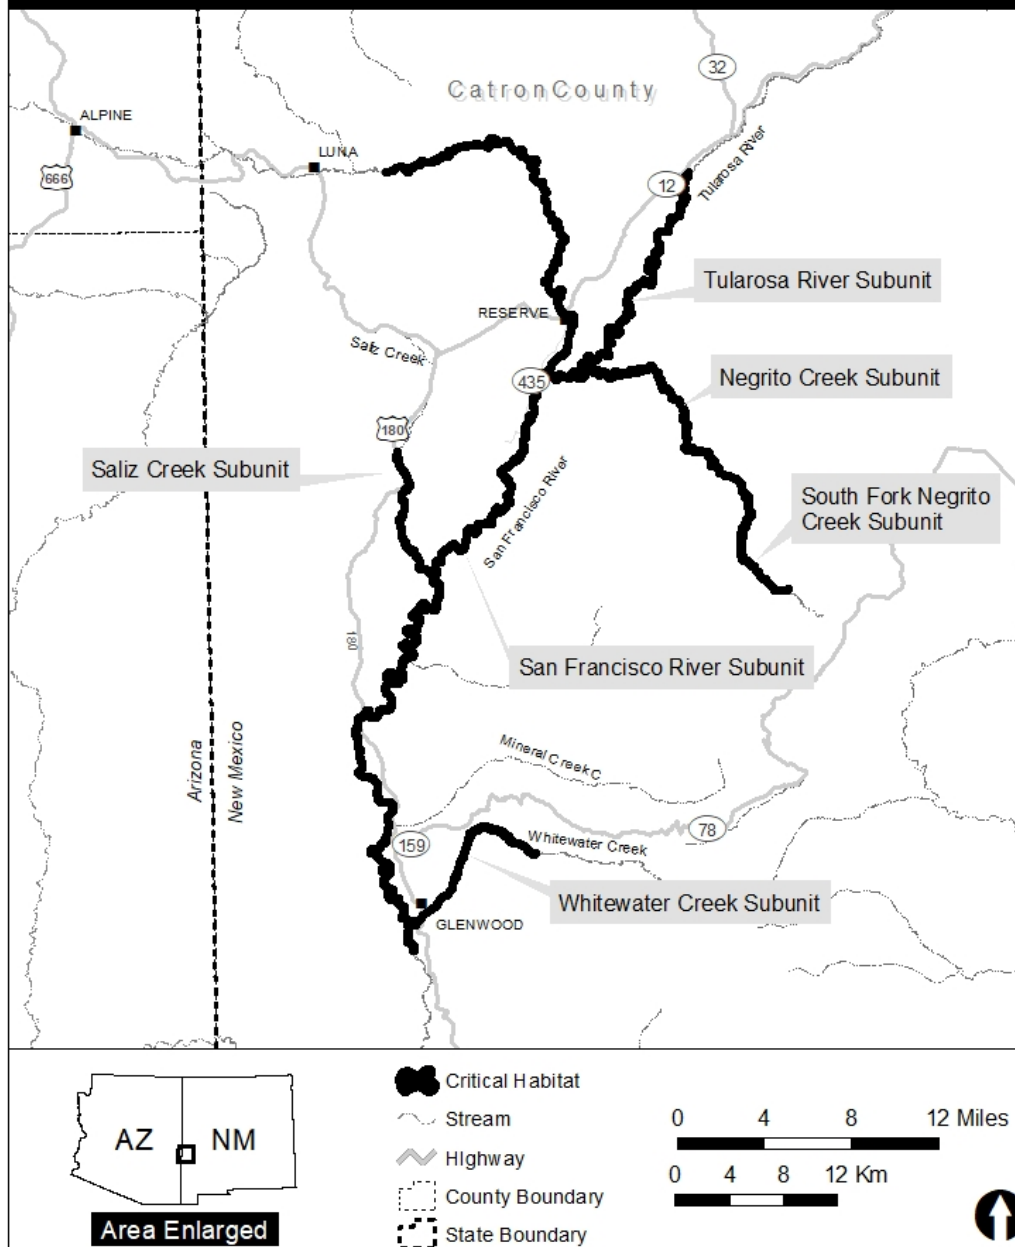 Catron County
32
ALPINE
LUNA
666
12
Tularosa River
Tularosa River Subunit
RESERVE
Saliz Creek
435
Negrito Creek Subunit
180
Saliz Creek Subunit
San Francisco River
South Fork Negrito
Creek Subunit
180
San Francisco River Subunit
Arizona
New Mexico
Mineral Creek C
159
78
Whitewater Creek
Whitewater Creek Subunit
GLENWOOD
AZ
NM
Area Enlarged
Critical Habitat
Stream
HIghway
County Boundary
State Boundary
0 4 8 12 Miles
0 4 8 12 Km